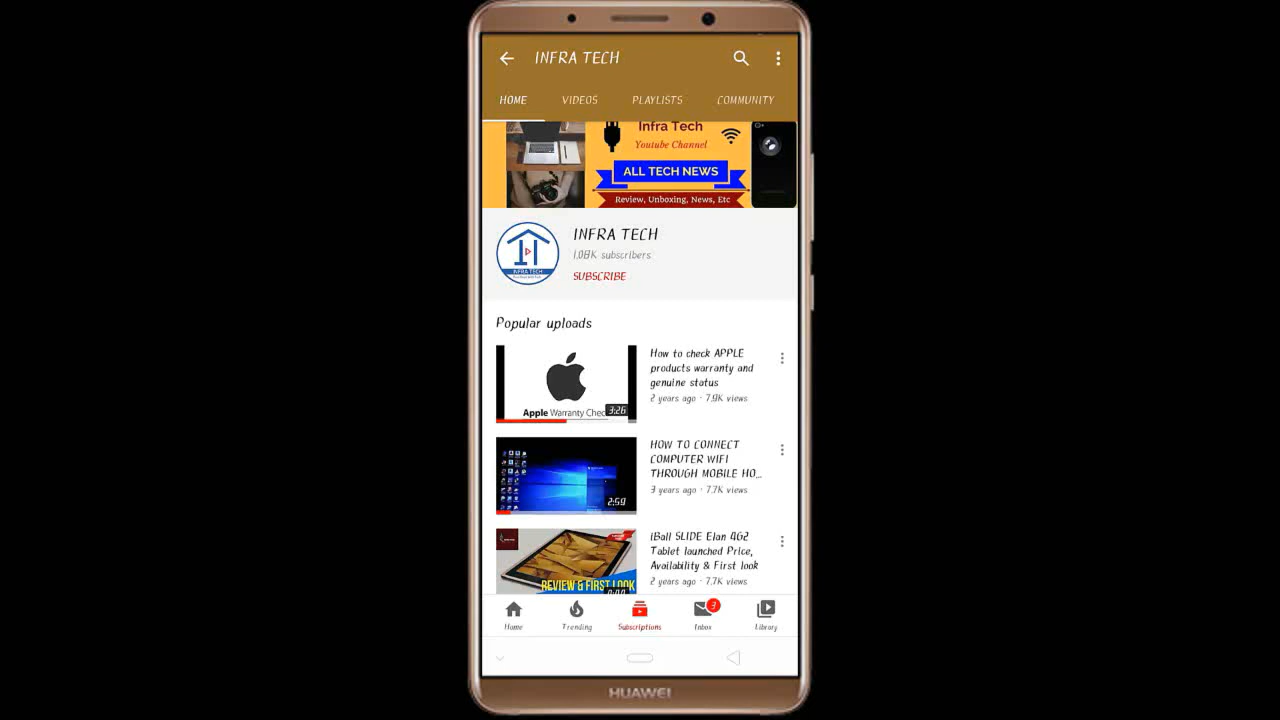 INFRA TECH
HOME VIDEOS PLAYLISTS COMMUNITY
Infra Tech
Youtube Channel
ALL TECH NEWS
Review, Unboxing, News, Etc
INFRA TECH
INFRA TECH
1.08K subscribers
SUBSCRIBE
Popular uploads
Apple Warranty Chec
3:26
How to check APPLE
products warranty and
genuine status
2 years ago · 7.9K views
2:59
HOW TO CONNECT
COMPUTER WIFI
THROUGH MOBILE HO...
3 years ago · 7.7K views
REVIEW & FIRST LOOK
iBall SLIDE Elan 4G2
Tablet launched Price,
Availability & First look
2 years ago · 7.7K views
7
Home Trending Subscriptions Inbox Library
HUAWEI